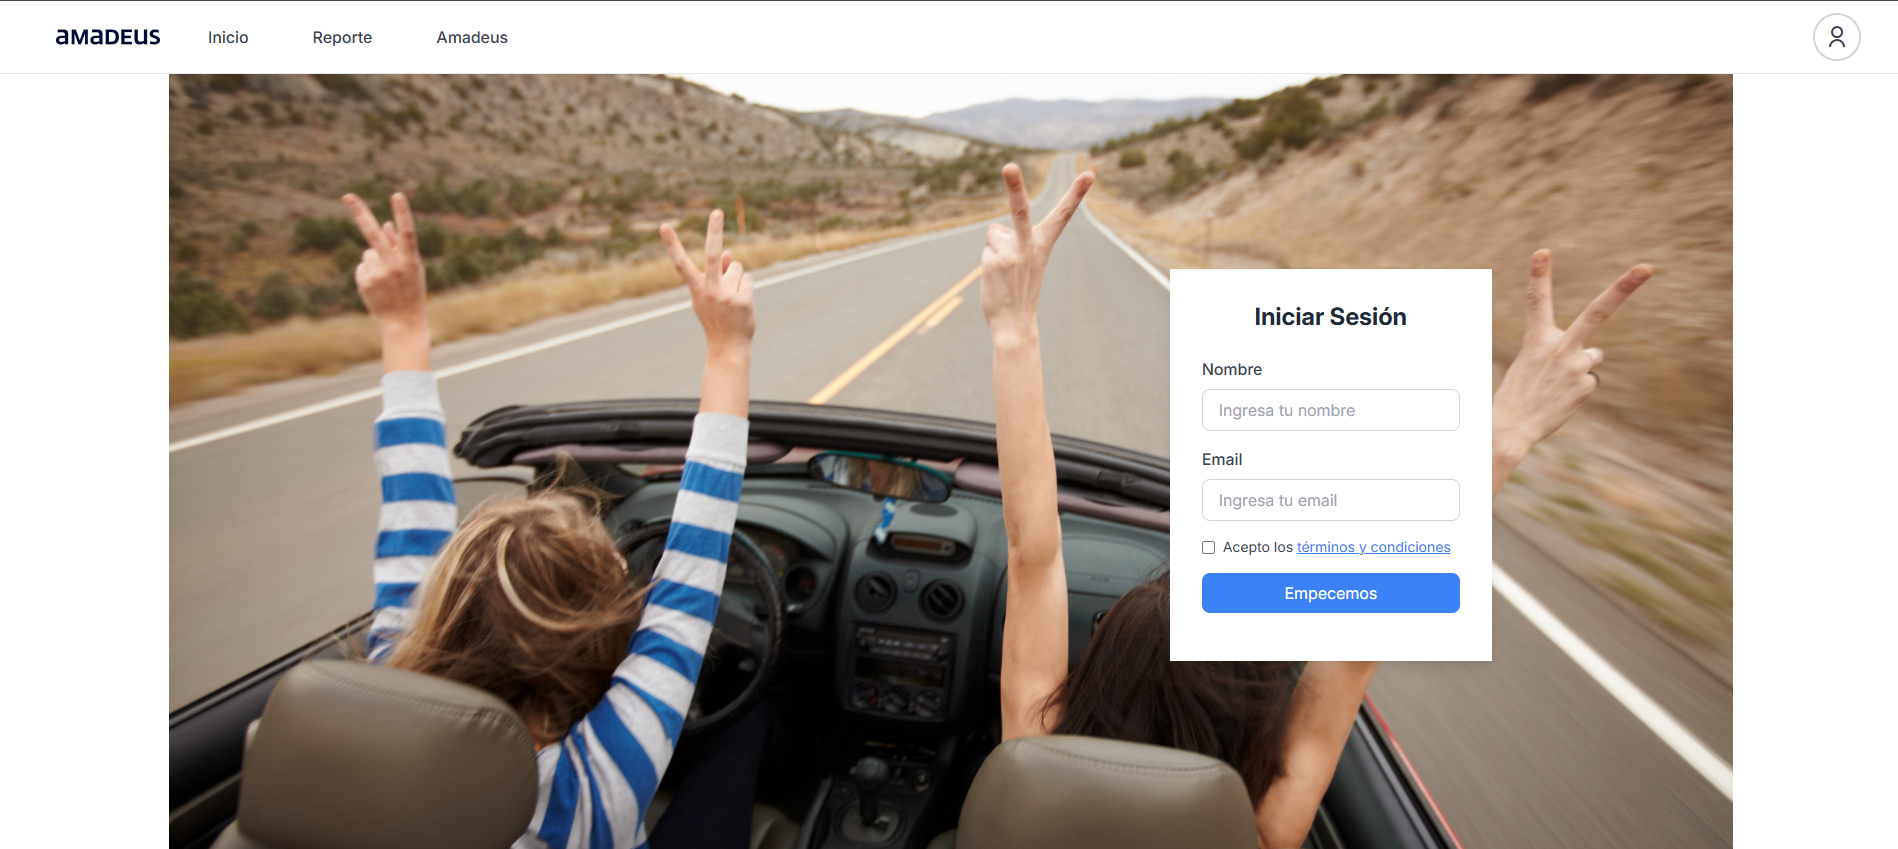 amadeus
Inicio
Reporte
Amadeus
Iniciar Sesión
Nombre
Ingresa tu nombre
Email
Ingresa tu email
Acepto los términos y condiciones
Empecemos